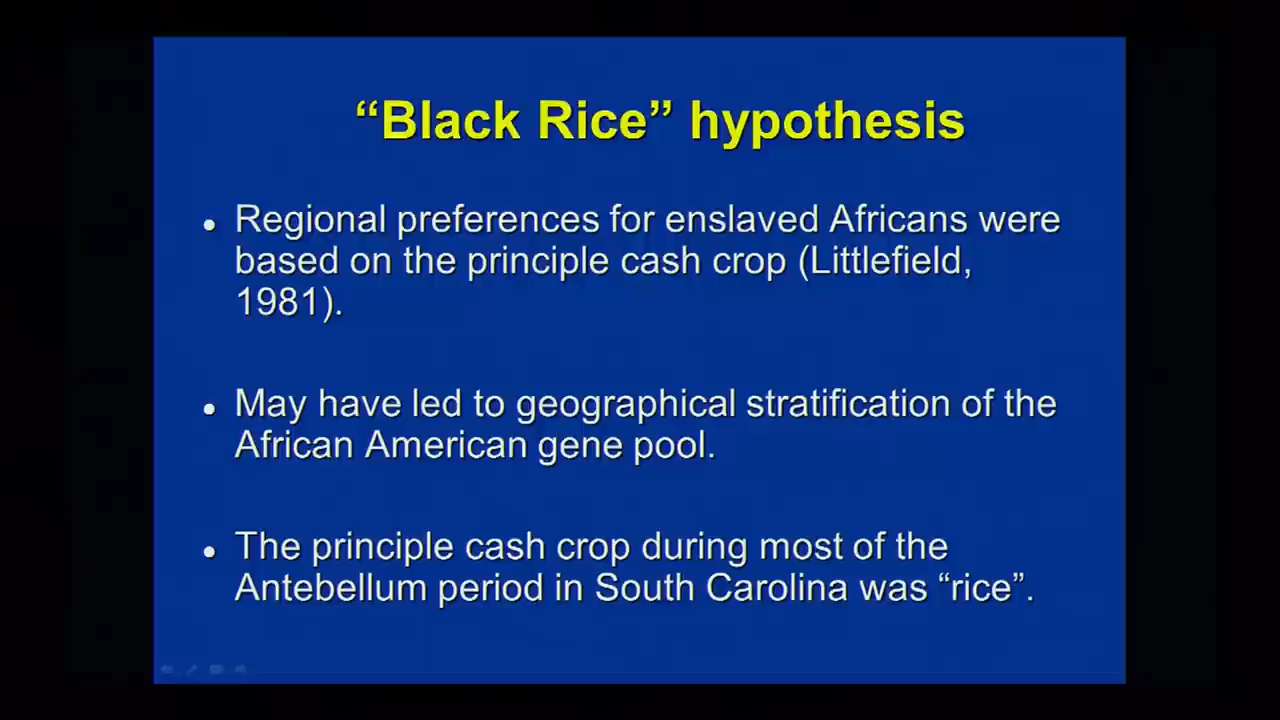 “Black Rice” hypothesis
• Regional preferences for enslaved Africans were
based on the principle cash crop (Littlefield,
1981).
• May have led to geographical stratification of the
African American gene pool.
• The principle cash crop during most of the
Antebellum period in South Carolina was “rice”.